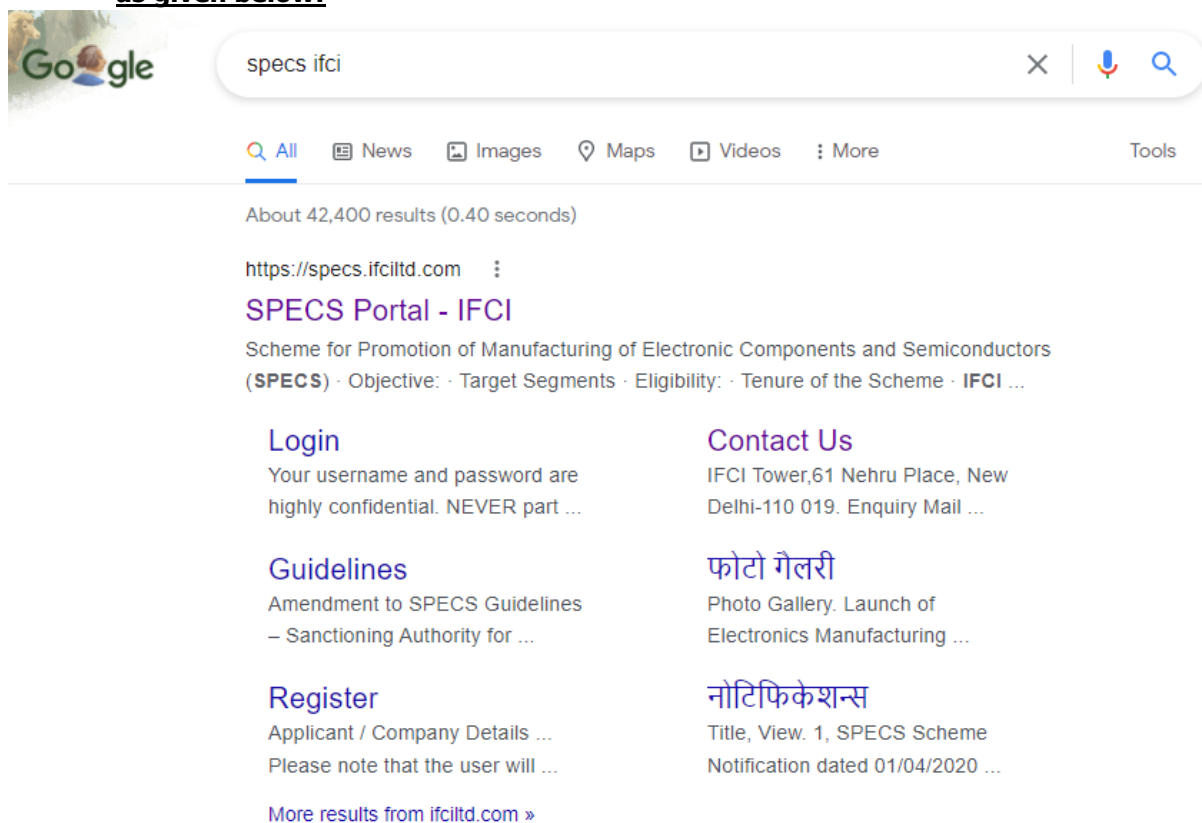 as given below:
Google
specs ifci
All News Images Maps Videos More Tools
About 42,400 results (0.40 seconds)
https://specs.ifciltd.com
SPECS Portal - IFCI
Scheme for Promotion of Manufacturing of Electronic Components and Semiconductors
(SPECS) · Objective: · Target Segments · Eligibility: · Tenure of the Scheme · IFCI ...
Login
Your username and password are
highly confidential. NEVER part ...
Contact Us
IFCI Tower,61 Nehru Place, New
Delhi-110 019. Enquiry Mail ...
Guidelines
Amendment to SPECS Guidelines
– Sanctioning Authority for ...
फोटो गैलरी
Photo Gallery. Launch of
Electronics Manufacturing ...
Register
Applicant / Company Details ...
Please note that the user will ...
नोटिफिकेशन्स
Title, View. 1, SPECS Scheme
Notification dated 01/04/2020 ...
More results from ifciltd.com »